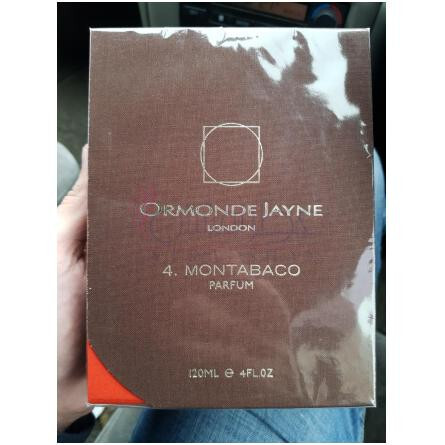 ORMONDE JAYNE
LONDON
4. MONTABACO
PARFUM
120ML ℮ 4FL.OZ